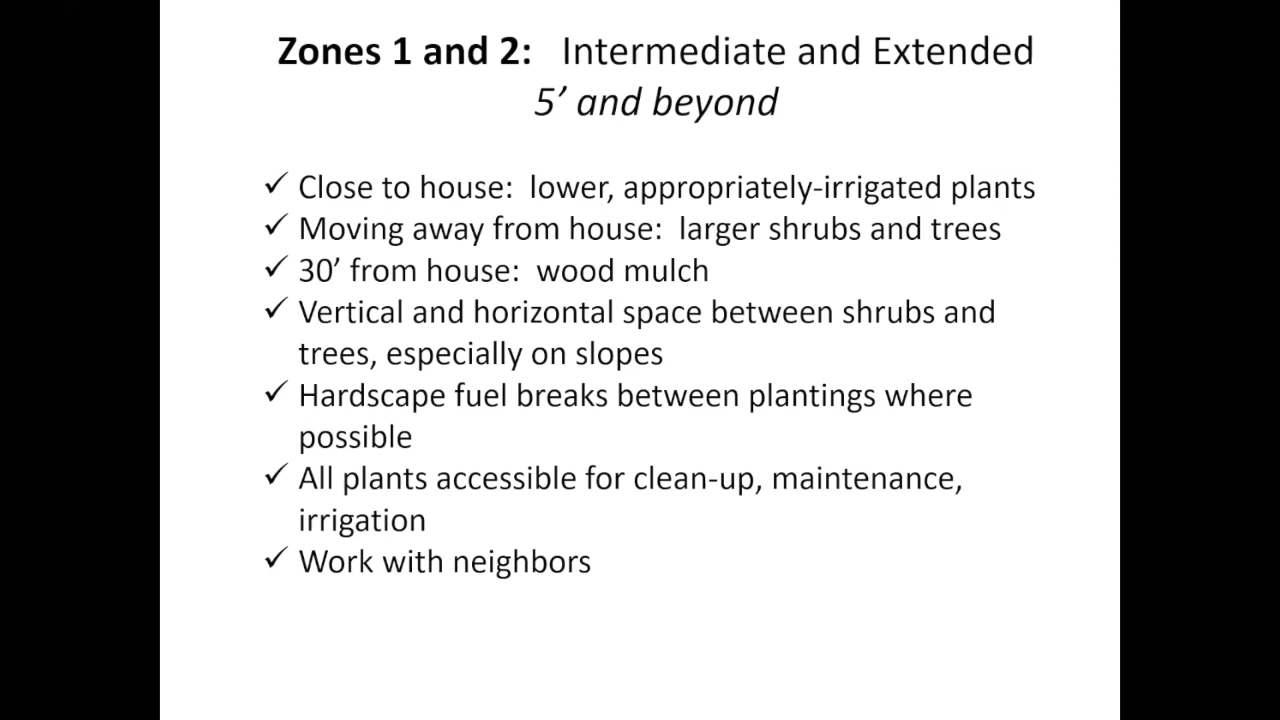 Zones 1 and 2: Intermediate and Extended
5’ and beyond
✓ Close to house: lower, appropriately-irrigated plants
✓ Moving away from house: larger shrubs and trees
✓ 30’ from house: wood mulch
✓ Vertical and horizontal space between shrubs and
trees, especially on slopes
✓ Hardscape fuel breaks between plantings where
possible
✓ All plants accessible for clean-up, maintenance,
irrigation
✓ Work with neighbors